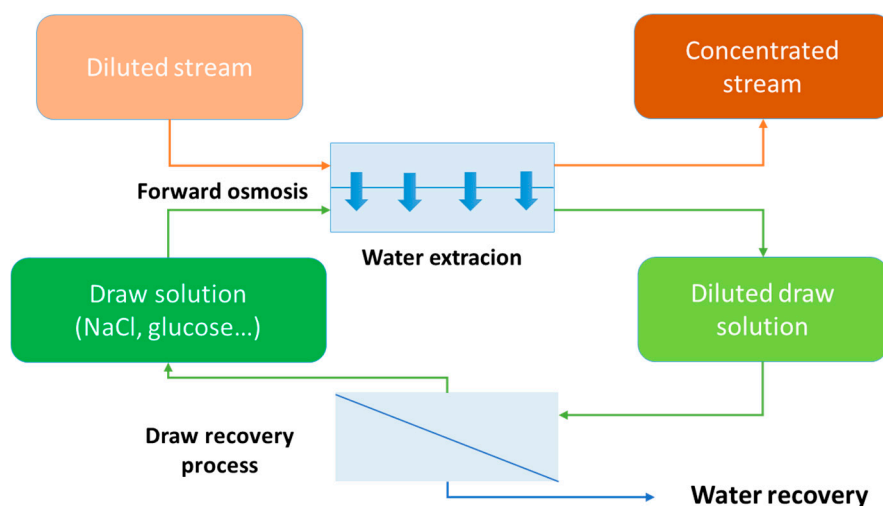 Diluted stream
Concentrated
stream
Forward osmosis
Water extracion
Draw solution
(NaCl, glucose...)
Diluted draw
solution
Draw recovery
process
Water recovery